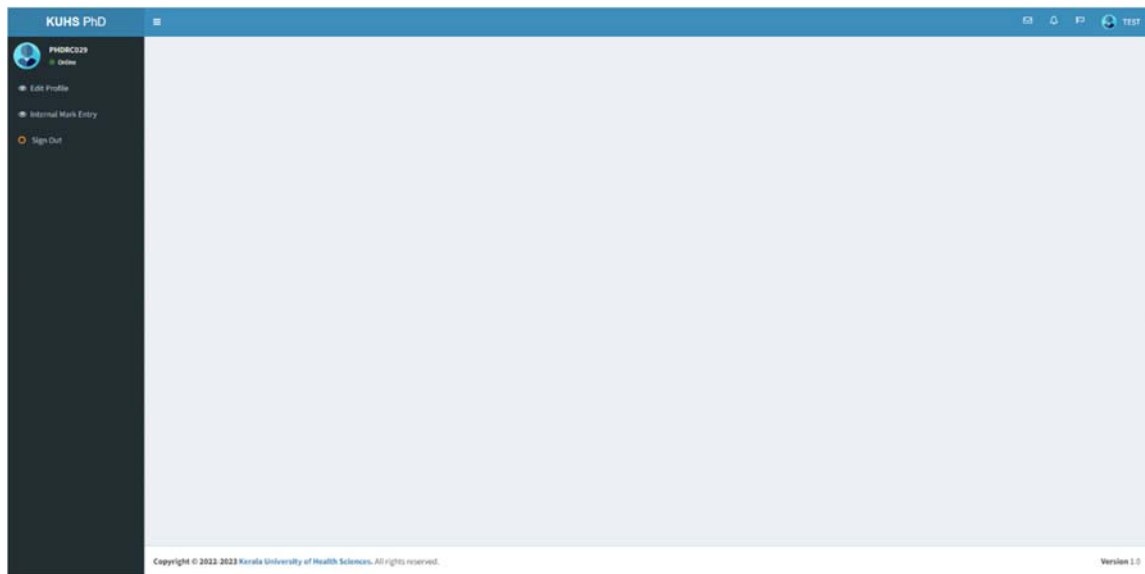 KUHS PhD
TEST
PHDRC029
Online
Edit Profile
Internal Mark Entry
Sign Out
Copyright © 2022-2023 Kerala University of Health Sciences. All rights reserved.
Version 1.0